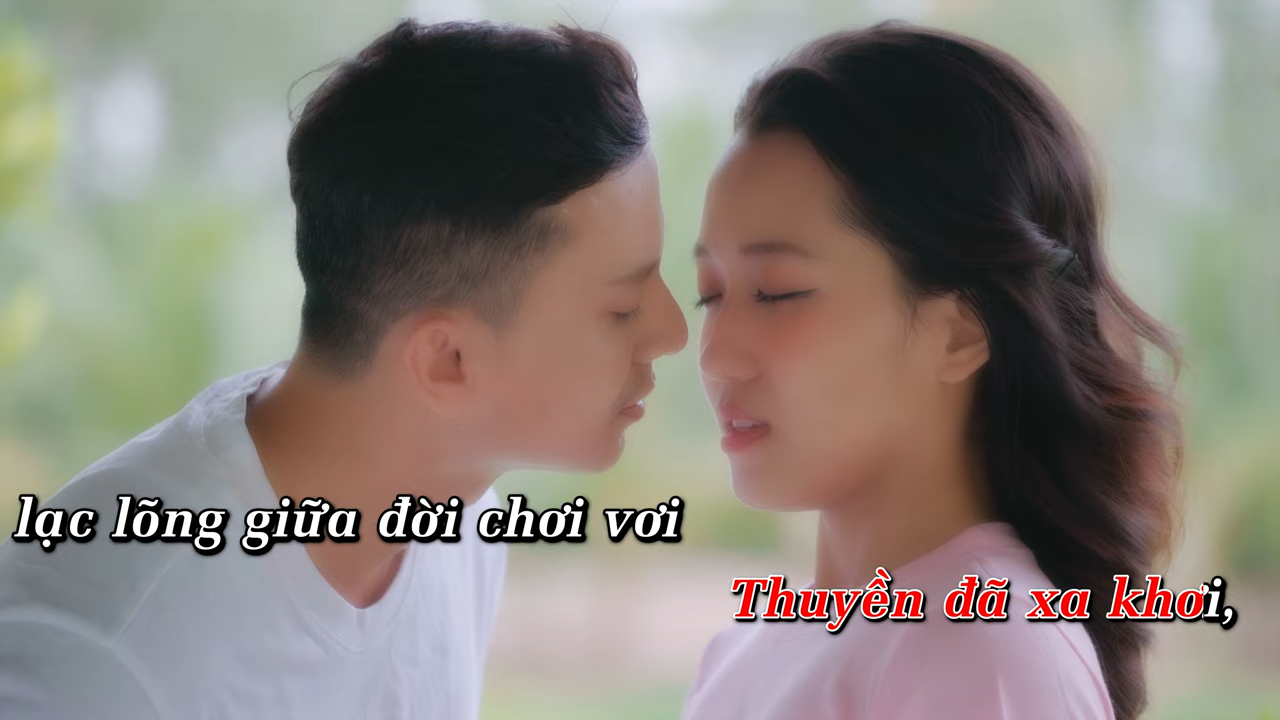 lạc lõng giữa đời chơi vơi
Thuyền đã xa khơi,